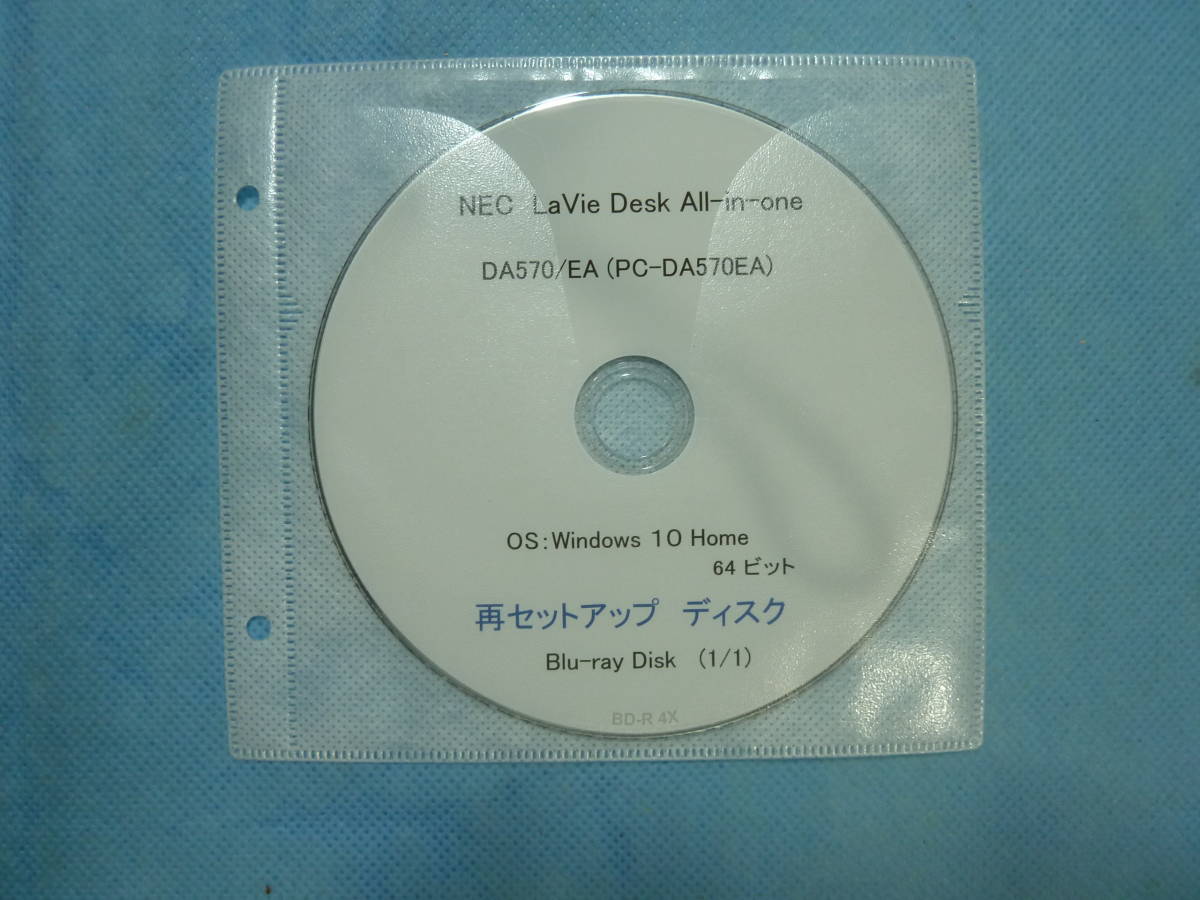 NEC LaVie Desk All-in-one
DA570/EA (PC-DA570EA)
OS:Windows 10 Home
64 ビット
再セットアップ ディスク
Blu-ray Disk (1/1)
BD-R 4X